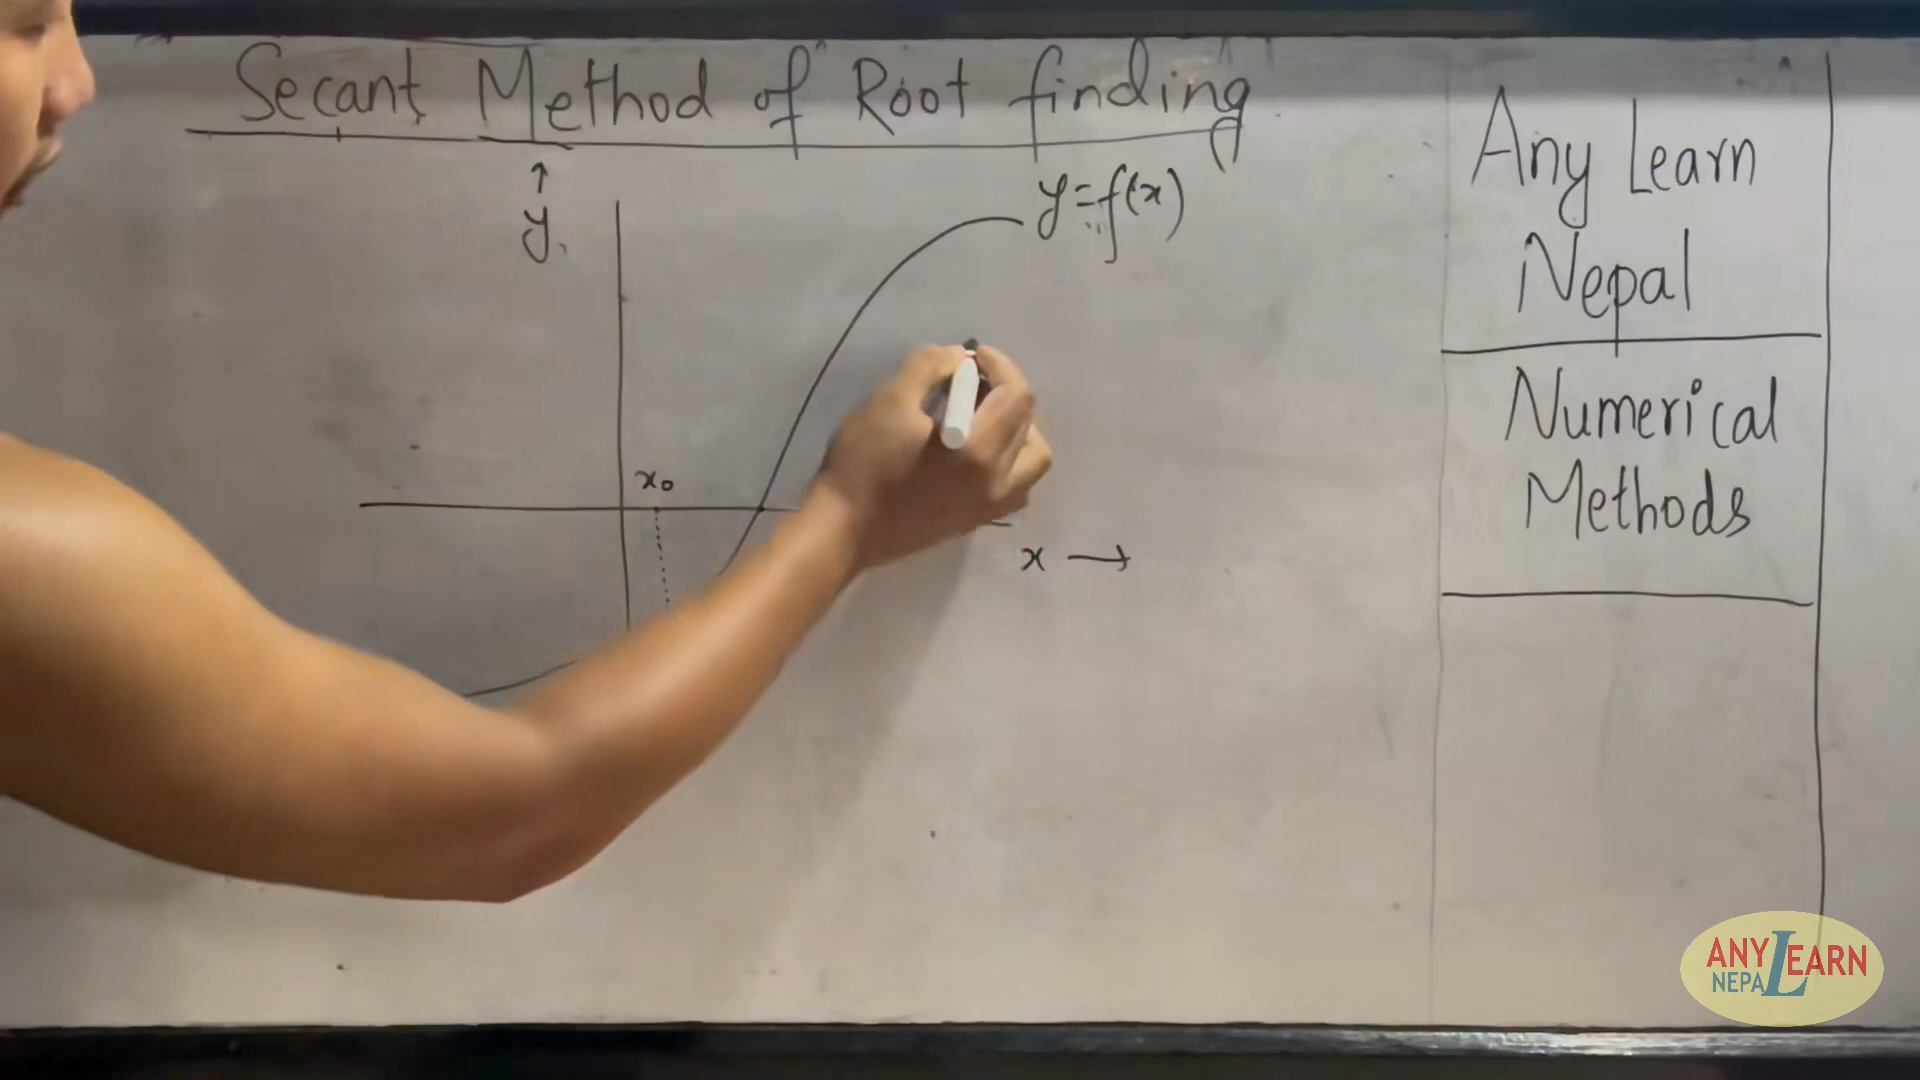 Secant Method of Root finding
↑
y
y=f(x)
x₀
x →
Any Learn
Nepal
Numerical
Methods
ANY LEARN
NEPAL